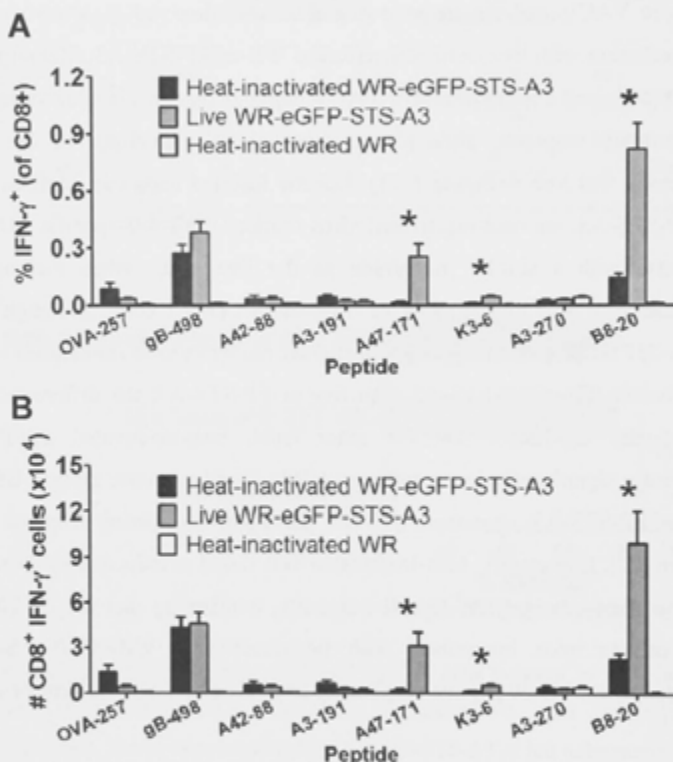 A
% IFN-γ+ (of CD8+)
1.2
0.9
0.6
0.3
0.0
Heat-inactivated WR-eGFP-STS-A3
Live WR-eGFP-STS-A3
Heat-inactivated WR
*
*
*
OVA-257
gB-498
A42-88
A3-191
A47-171
K3-6
A3-270
B8-20
Peptide
B
# CD8+ IFN-γ+ cells (x10⁴)
15
12
9
6
3
0
Heat-inactivated WR-eGFP-STS-A3
Live WR-eGFP-STS-A3
Heat-inactivated WR
*
*
*
OVA-257
gB-498
A42-88
A3-191
A47-171
K3-6
A3-270
B8-20
Peptide